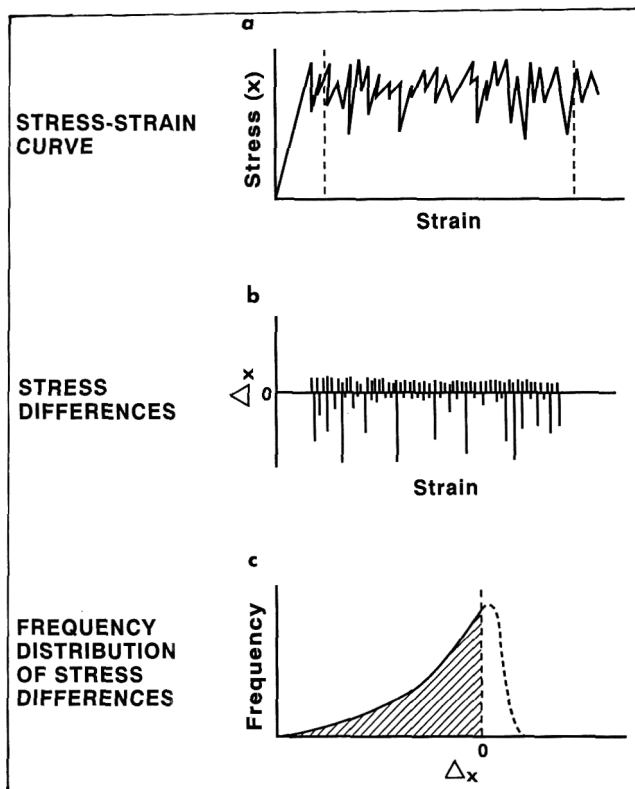 a
STRESS-STRAIN
CURVE
Stress (x)
Strain
b
STRESS
DIFFERENCES
Δx
0
Strain
c
FREQUENCY
DISTRIBUTION
OF STRESS
DIFFERENCES
Frequency
0
Δx